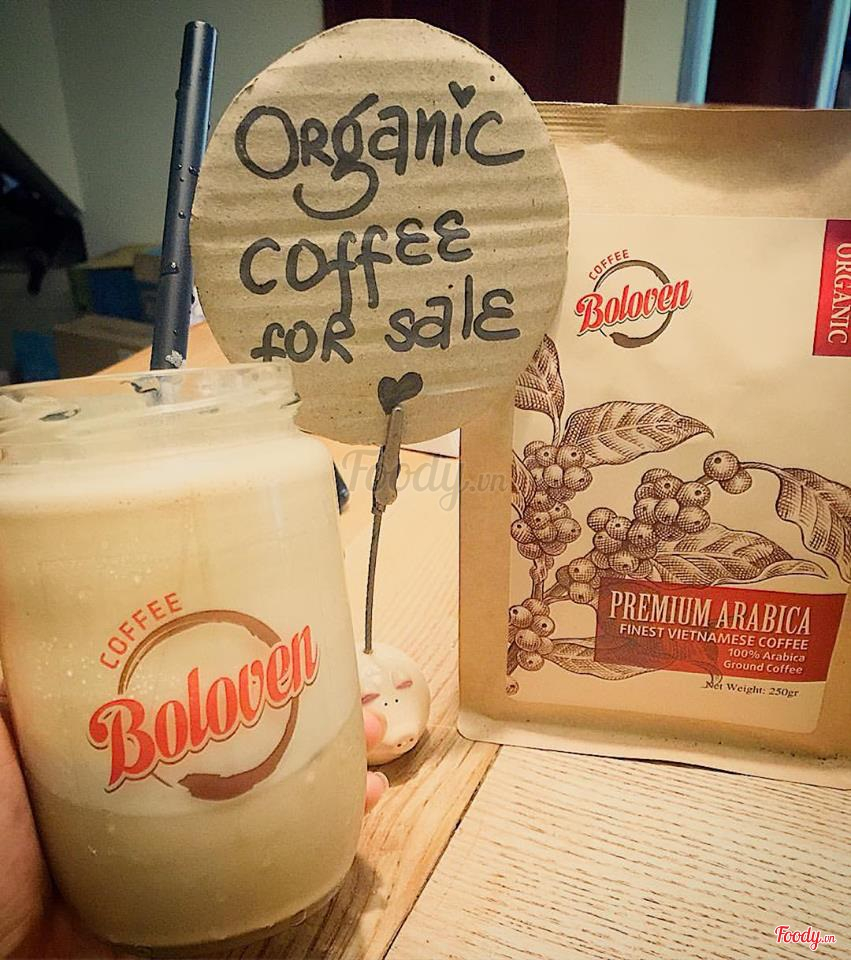 ORGANIC
COFFEE
FOR SALE
COFFEE
Boloven
ORGANIC
PREMIUM ARABICA
FINEST VIETNAMESE COFFEE
100% Arabica
Ground Coffee
Net Weight: 250gr
COFFEE
Boloven
Foody.vn
Foody.vn